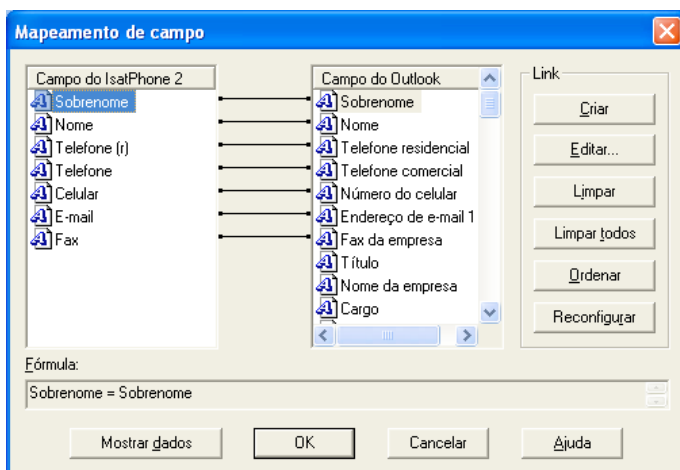 Mapeamento de campo
Campo do IsatPhone 2
Sobrenome
Nome
Telefone (r)
Telefone
Celular
E-mail
Fax
Campo do Outlook
Sobrenome
Nome
Telefone residencial
Telefone comercial
Número do celular
Endereço de e-mail 1
Fax da empresa
Título
Nome da empresa
Cargo
Link
Criar
Editar...
Limpar
Limpar todos
Ordenar
Reconfigurar
Fórmula:
Sobrenome = Sobrenome
Mostrar dados
OK
Cancelar
Ajuda